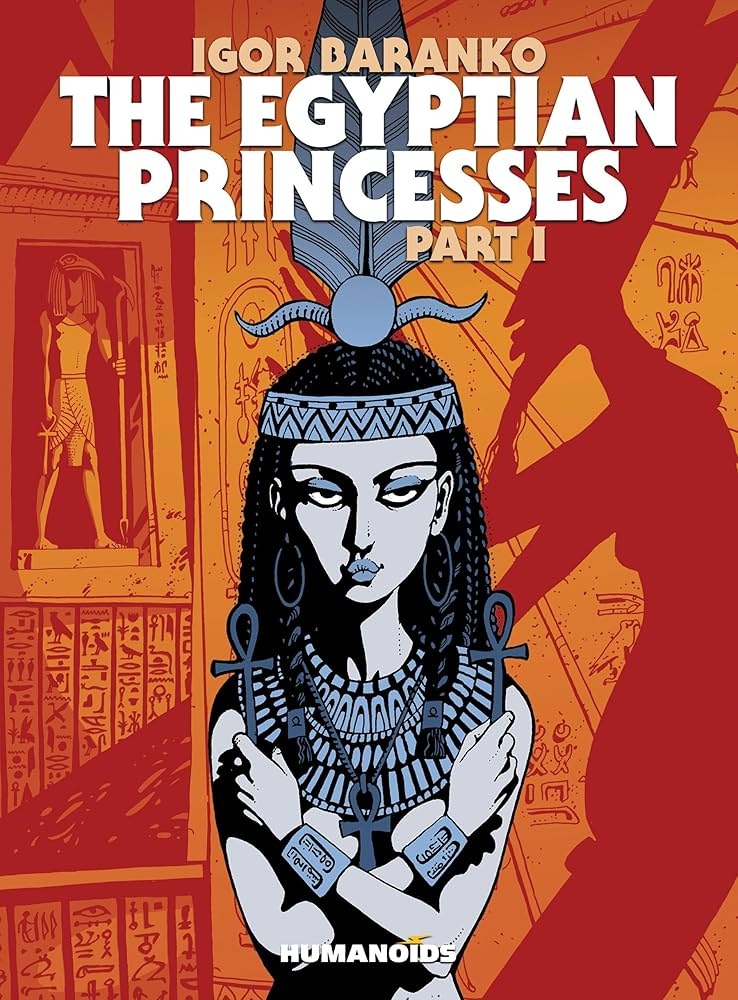 IGOR BARANKO
THE EGYPTIAN
PRINCESSES
PART I
HUMANOIDS